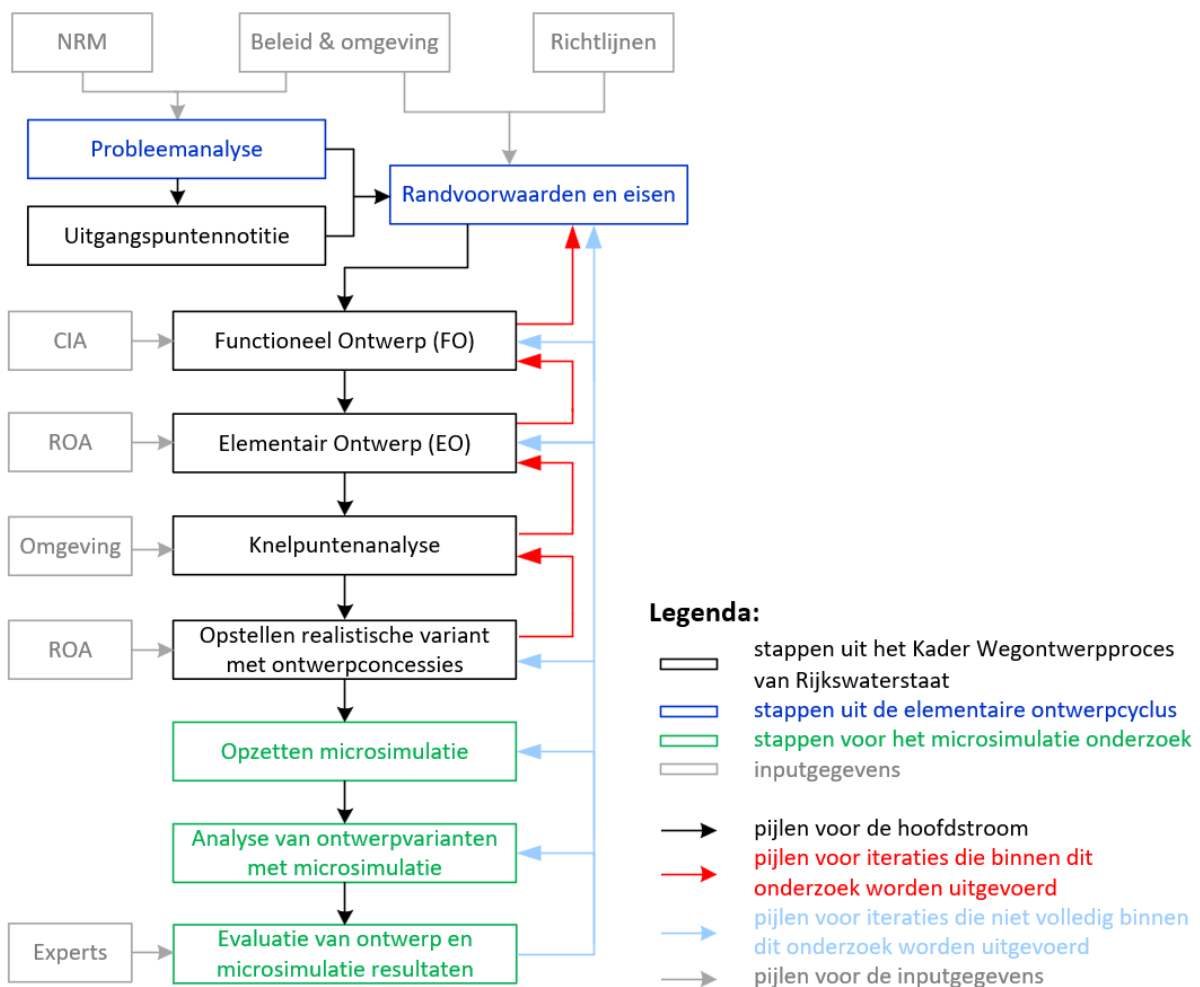 NRM
Beleid & omgeving
Richtlijnen
Probleemanalyse
Randvoorwaarden en eisen
Uitgangspuntennotitie
CIA
Functioneel Ontwerp (FO)
ROA
Elementair Ontwerp (EO)
Omgeving
Knelpuntenanalyse
ROA
Opstellen realistische variant
met ontwerpconcessies
Opzetten microsimulatie
Analyse van ontwerpvarianten
met microsimulatie
Experts
Evaluatie van ontwerp en
microsimulatie resultaten
Legenda:
stappen uit het Kader Wegontwerpproces
van Rijkswaterstaat
stappen uit de elementaire ontwerpcyclus
stappen voor het microsimulatie onderzoek
inputgegevens
pijlen voor de hoofdstroom
pijlen voor iteraties die binnen dit
onderzoek worden uitgevoerd
pijlen voor iteraties die niet volledig binnen
dit onderzoek worden uitgevoerd
pijlen voor de inputgegevens